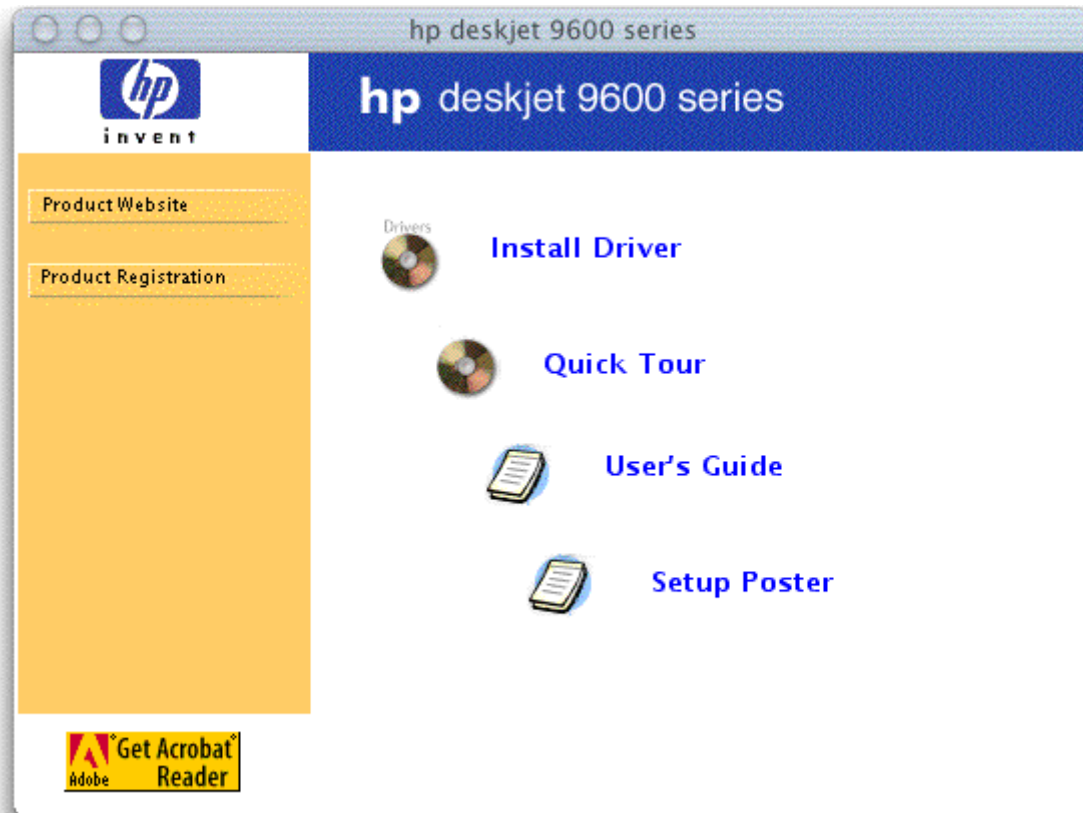 hp deskjet 9600 series
hp
invent
hp deskjet 9600 series
Product Website
Product Registration
Drivers
Install Driver
Quick Tour
User's Guide
Setup Poster
Get Acrobat
Adobe Reader